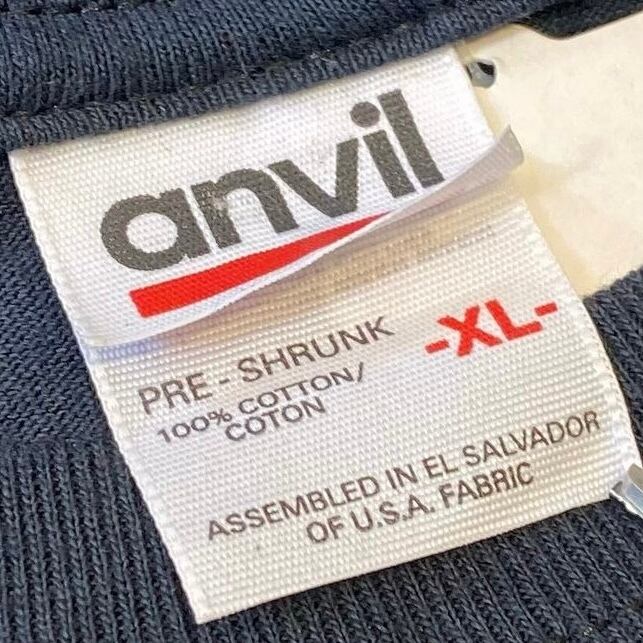 anvil
PRE-SHRUNK
-XL-
100% COTTON/
COTON
ASSEMBLED IN EL SALVADOR
OF U.S.A. FABRIC